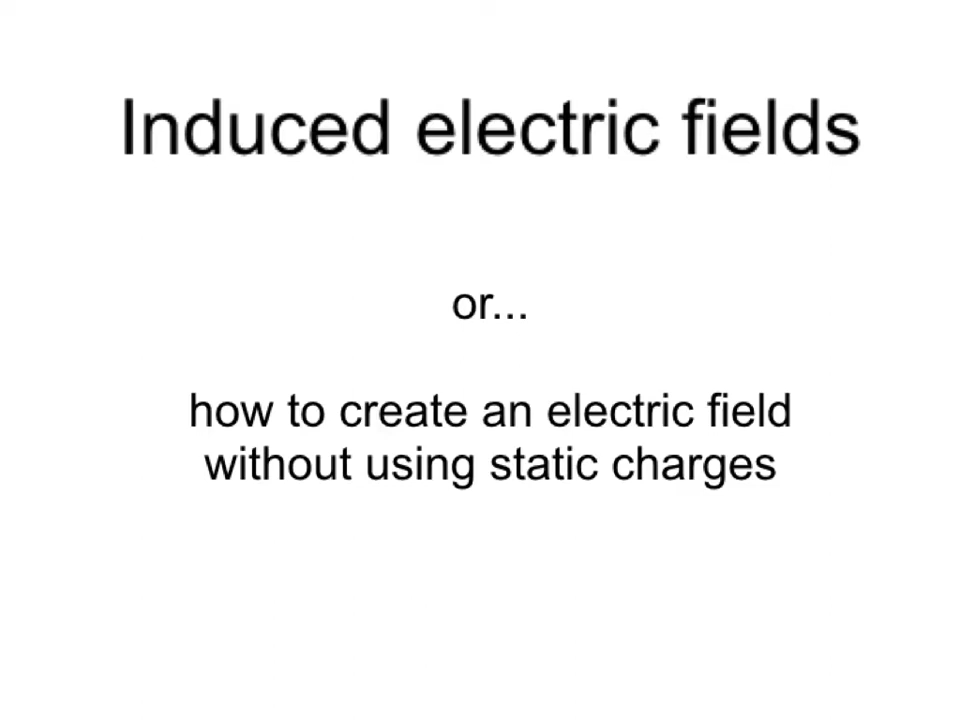 Induced electric fields
or...
how to create an electric field
without using static charges